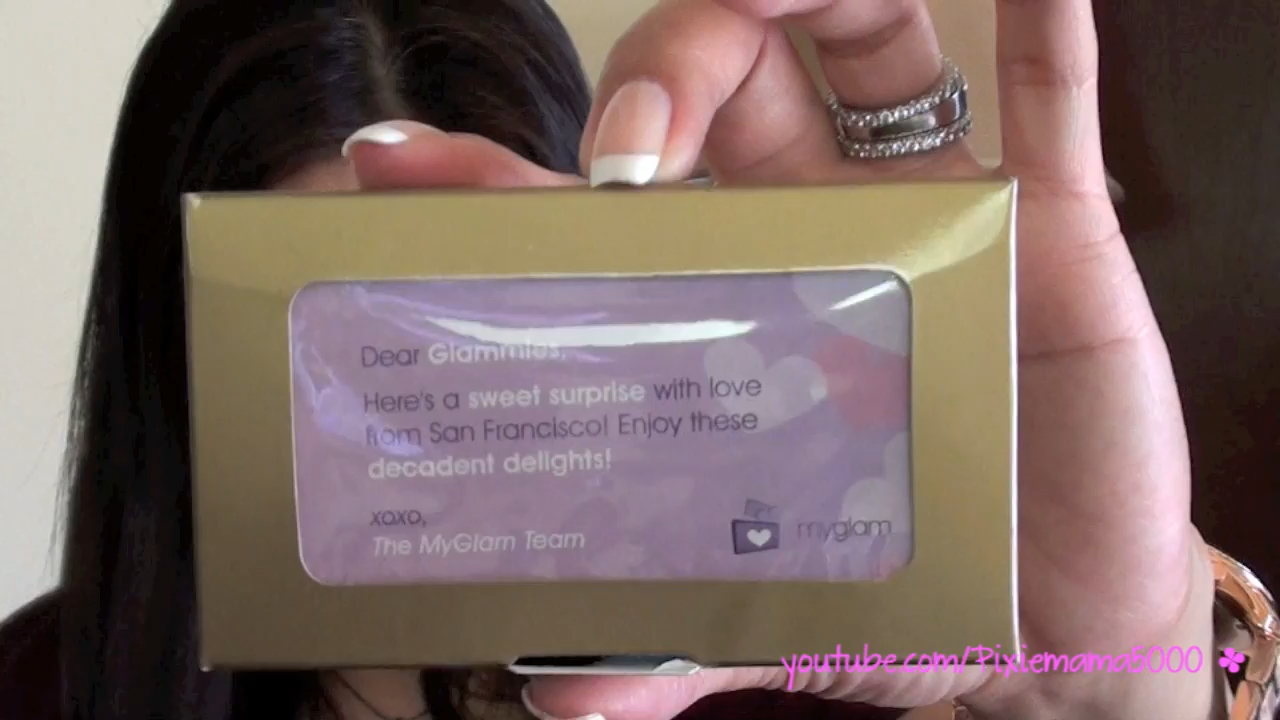 Dear Glammies,
Here's a sweet surprise with love
from San Francisco! Enjoy these
decadent delights!
xoxo,
The MyGlam Team
myglam
youtube.com/Pixiemama5000